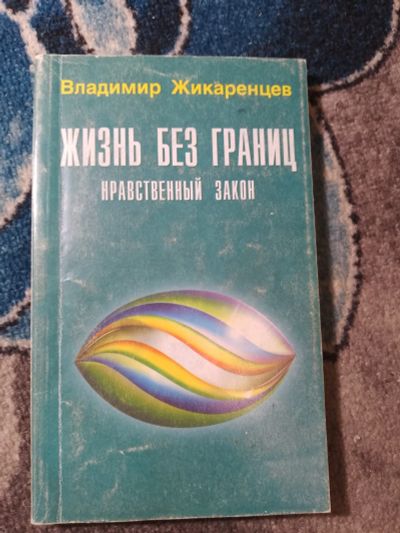 Владимир Жикаренцев
ЖИЗНЬ БЕЗ ГРАНИЦ
НРАВСТВЕННЫЙ ЗАКОН